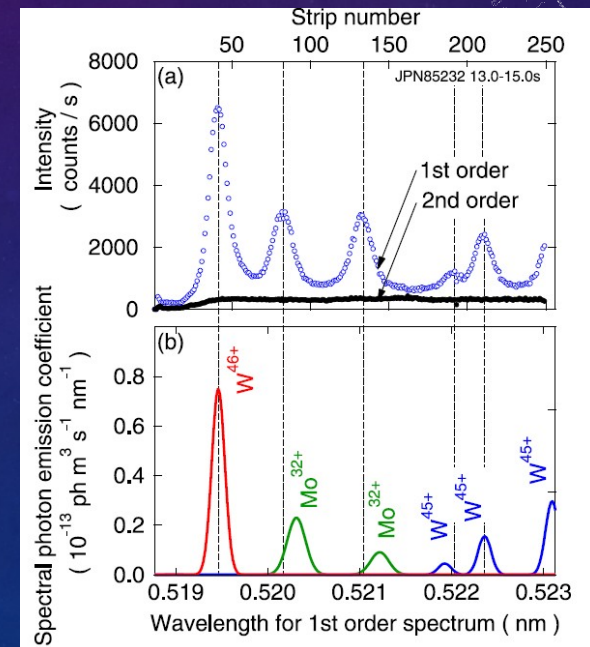 Strip number
50 100 150 200 250
8000
6000
4000
2000
0
Intensity
( counts / s )
(a)
JPN85232 13.0-15.0s
1st order
2nd order
(b)
0.8
0.6
0.4
0.2
0.0
Spectral photon emission coefficient
( 10⁻¹³ ph m³ s⁻¹ nm⁻¹ )
W⁴⁶⁺
Mo³²⁺
Mo³²⁺
W⁴⁵⁺
W⁴⁵⁺
W⁴⁵⁺
0.519 0.520 0.521 0.522 0.523
Wavelength for 1st order spectrum ( nm )